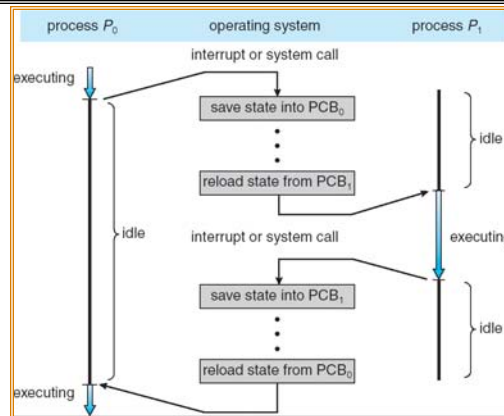 process P₀ operating system process P₁
interrupt or system call
executing
save state into PCB₀
idle
reload state from PCB₁
idle
interrupt or system call
executin
save state into PCB₁
idle
reload state from PCB₀
executing